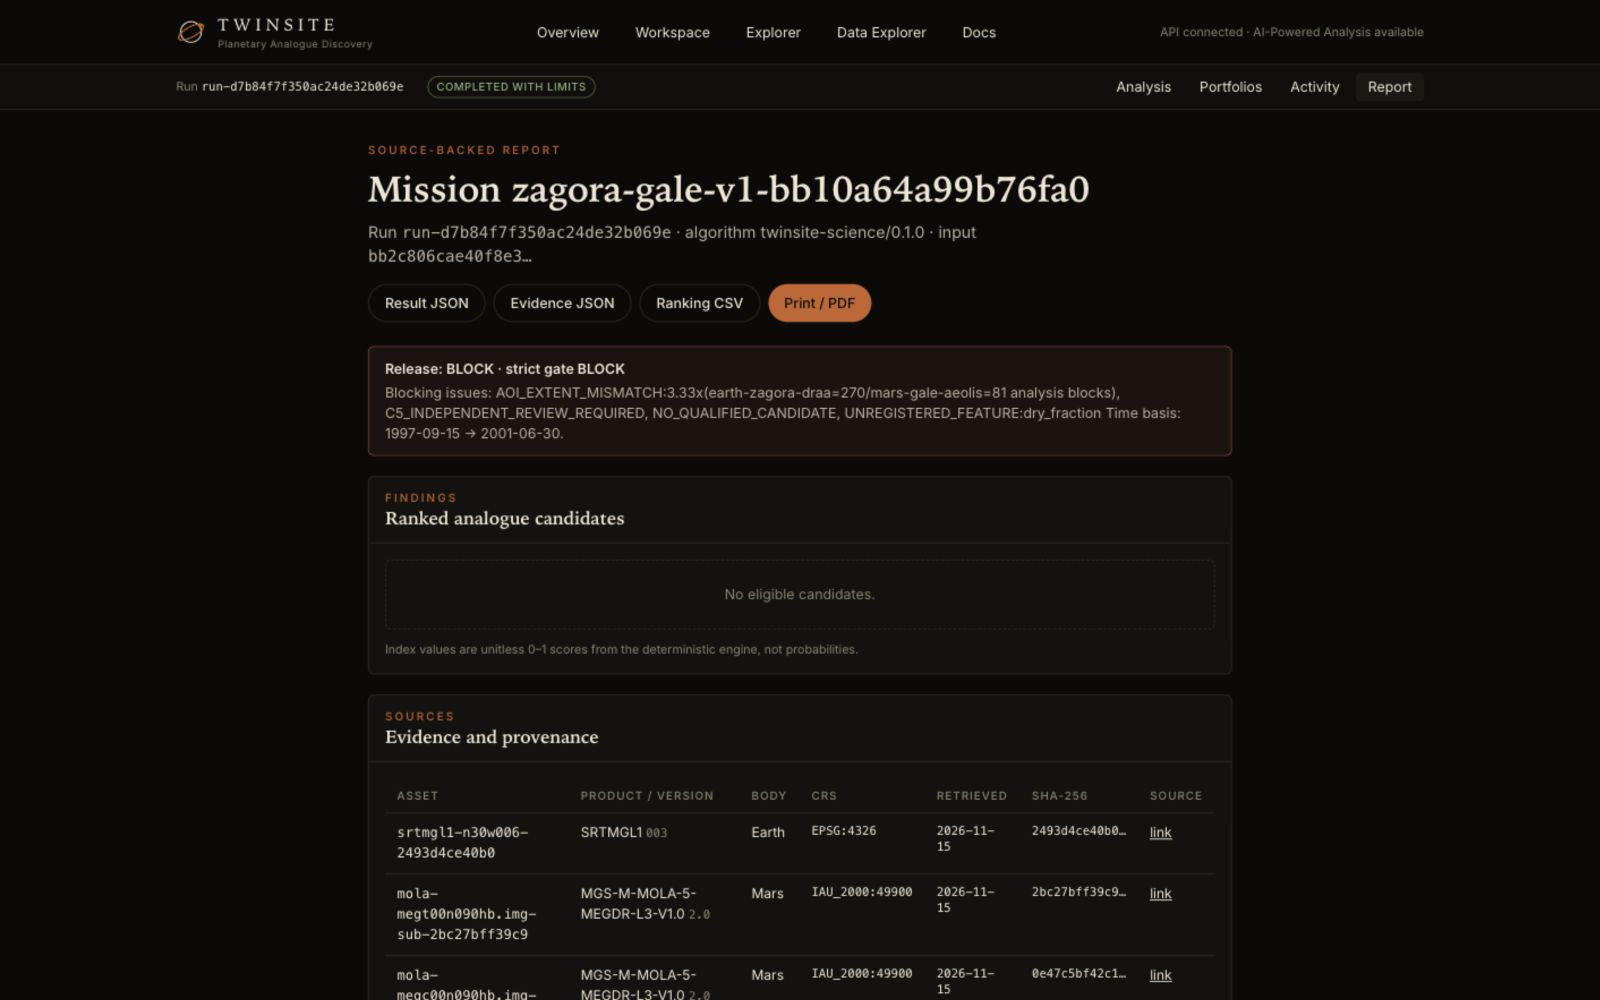 TWINSITE
Planetary Analogue Discovery
Overview
Workspace
Explorer
Data Explorer
Docs
API connected · AI-Powered Analysis available
Run run-d7b84f7f350ac24de32b069e
COMPLETED WITH LIMITS
Analysis
Portfolios
Activity
Report
SOURCE-BACKED REPORT
Mission zagora-gale-v1-bb10a64a99b76fa0
Run run-d7b84f7f350ac24de32b069e · algorithm twinsite-science/0.1.0 · input
bb2c806cae40f8e3…
Result JSON
Evidence JSON
Ranking CSV
Print / PDF
Release: BLOCK · strict gate BLOCK
Blocking issues: AOI_EXTENT_MISMATCH:3.33x(earth-zagora-draa=270/mars-gale-aeolis=81 analysis blocks),
C5_INDEPENDENT_REVIEW_REQUIRED, NO_QUALIFIED_CANDIDATE, UNREGISTERED_FEATURE:dry_fraction Time basis:
1997-09-15 → 2001-06-30.
FINDINGS
Ranked analogue candidates
No eligible candidates.
Index values are unitless 0–1 scores from the deterministic engine, not probabilities.
SOURCES
Evidence and provenance
ASSET PRODUCT / VERSION BODY CRS RETRIEVED SHA-256 SOURCE
srtmgl1-n30w006- SRTMGL1 003 Earth EPSG:4326 2026-11- 2493d4ce40b0… link
2493d4ce40b0 15
mola- MGS-M-MOLA-5- Mars IAU_2000:49900 2026-11- 2bc27bff39c9… link
megt00n090hb.img- MEGDR-L3-V1.0 2.0 15
sub-2bc27bff39c9
mola- MGS-M-MOLA-5- Mars IAU_2000:49900 2026-11- 0e47c5bf42c1… link
megc00n090hb.img- MEGDR-L3-V1.0 2.0 15